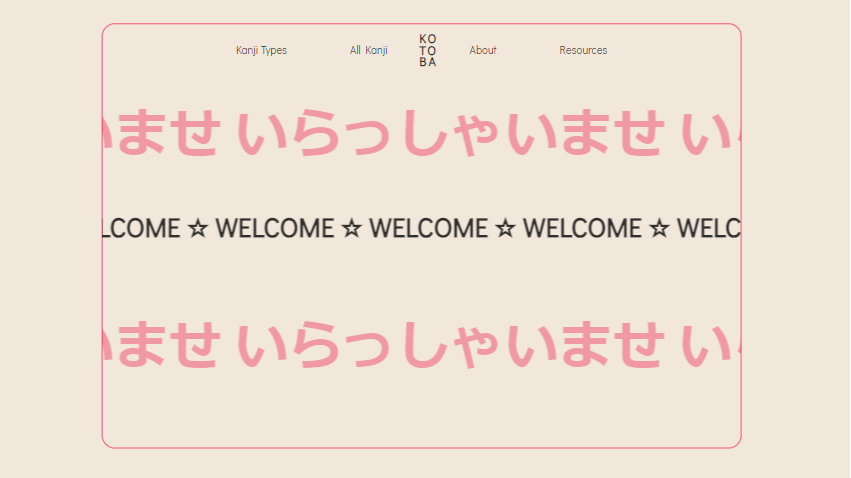 Kanji Types
All Kanji
KO
TO
BA
About
Resources
ませ いらっしゃいませ い
LCOME ☆ WELCOME ☆ WELCOME ☆ WELCOME ☆ WELC
ませ いらっしゃいませ い